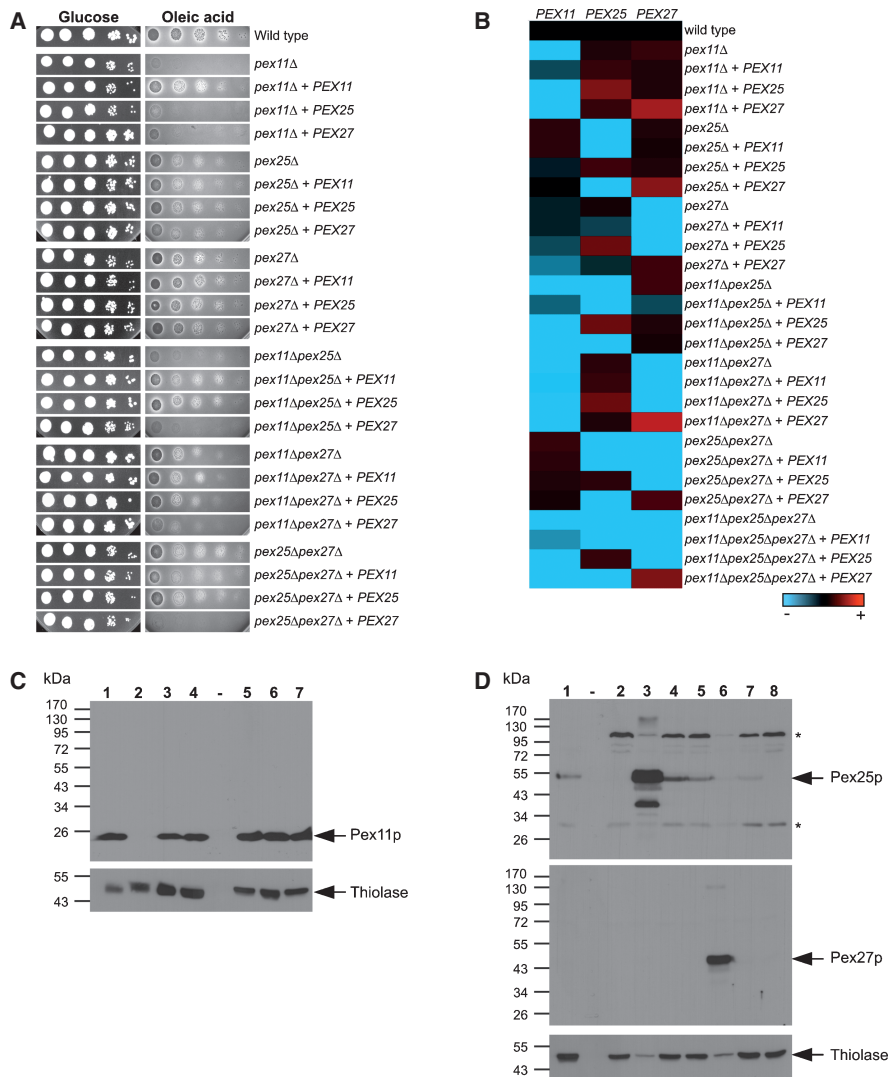 A
Glucose Oleic acid
Wild type
pex11Δ
pex11Δ + PEX11
pex11Δ + PEX25
pex11Δ + PEX27
pex25Δ
pex25Δ + PEX11
pex25Δ + PEX25
pex25Δ + PEX27
pex27Δ
pex27Δ + PEX11
pex27Δ + PEX25
pex27Δ + PEX27
pex11Δpex25Δ
pex11Δpex25Δ + PEX11
pex11Δpex25Δ + PEX25
pex11Δpex25Δ + PEX27
pex11Δpex27Δ
pex11Δpex27Δ + PEX11
pex11Δpex27Δ + PEX25
pex11Δpex27Δ + PEX27
pex25Δpex27Δ
pex25Δpex27Δ + PEX11
pex25Δpex27Δ + PEX25
pex25Δpex27Δ + PEX27
B
PEX11 PEX25 PEX27
wild type
pex11Δ
pex11Δ + PEX11
pex11Δ + PEX25
pex11Δ + PEX27
pex25Δ
pex25Δ + PEX11
pex25Δ + PEX25
pex25Δ + PEX27
pex27Δ
pex27Δ + PEX11
pex27Δ + PEX25
pex27Δ + PEX27
pex11Δpex25Δ
pex11Δpex25Δ + PEX11
pex11Δpex25Δ + PEX25
pex11Δpex25Δ + PEX27
pex11Δpex27Δ
pex11Δpex27Δ + PEX11
pex11Δpex27Δ + PEX25
pex11Δpex27Δ + PEX27
pex25Δpex27Δ
pex25Δpex27Δ + PEX11
pex25Δpex27Δ + PEX25
pex25Δpex27Δ + PEX27
pex11Δpex25Δpex27Δ
pex11Δpex25Δpex27Δ + PEX11
pex11Δpex25Δpex27Δ + PEX25
pex11Δpex25Δpex27Δ + PEX27
- +
C
kDa
1 2 3 4 - 5 6 7
170
130
95
72
55
43
34
26
Pex11p
55
43
Thiolase
D
kDa
1 - 2 3 4 5 6 7 8
170
130
95
72
55
43
34
26
*
Pex25p
*
170
130
95
72
55
43
34
26
Pex27p
55
43
Thiolase